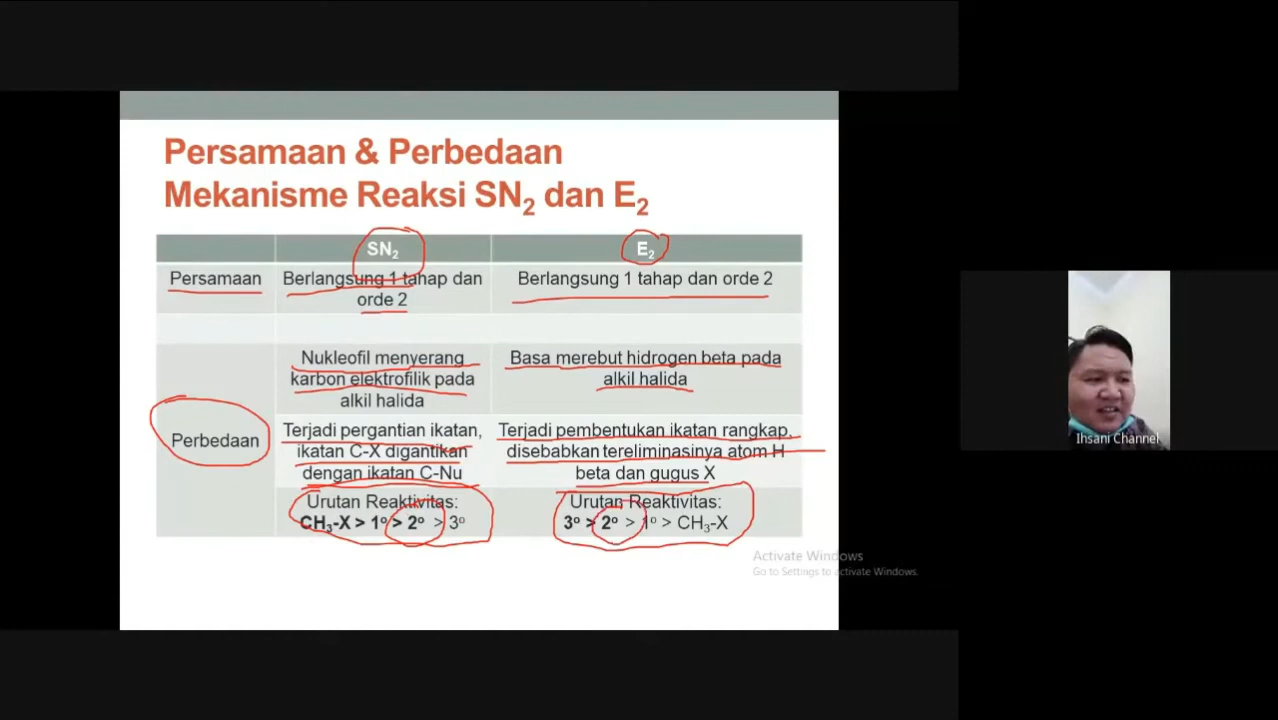 Persamaan & Perbedaan
Mekanisme Reaksi SN₂ dan E₂
SN₂
E₂
Persamaan
Berlangsung 1 tahap dan
orde 2
Berlangsung 1 tahap dan orde 2
Perbedaan
Nukleofil menyerang
karbon elektrofilik pada
alkil halida
Basa merebut hidrogen beta pada
alkil halida
Terjadi pergantian ikatan,
ikatan C-X digantikan
dengan ikatan C-Nu
Terjadi pembentukan ikatan rangkap,
disebabkan tereliminasinya atom H
beta dan gugus X
Urutan Reaktivitas:
CH₃-X > 1º > 2º > 3º
Urutan Reaktivitas:
3º > 2º > 1º > CH₃-X
Activate Windows
Go to Settings to activate Windows.
Ihsani Channel